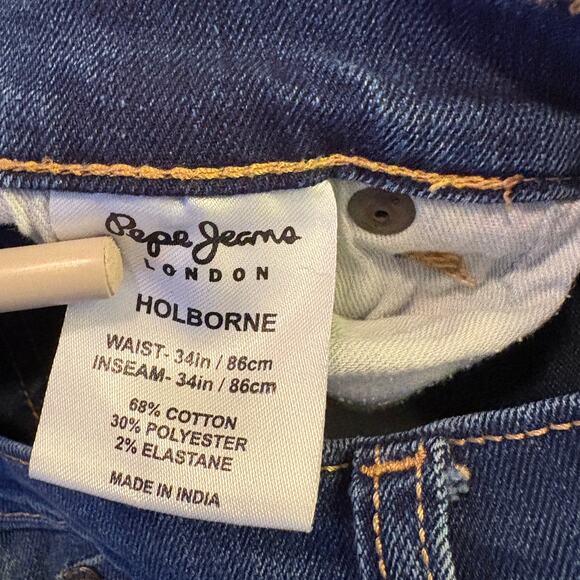 Pepe Jeans
LONDON
HOLBORNE
WAIST- 34in / 86cm
INSEAM- 34in / 86cm
68% COTTON
30% POLYESTER
2% ELASTANE
MADE IN INDIA